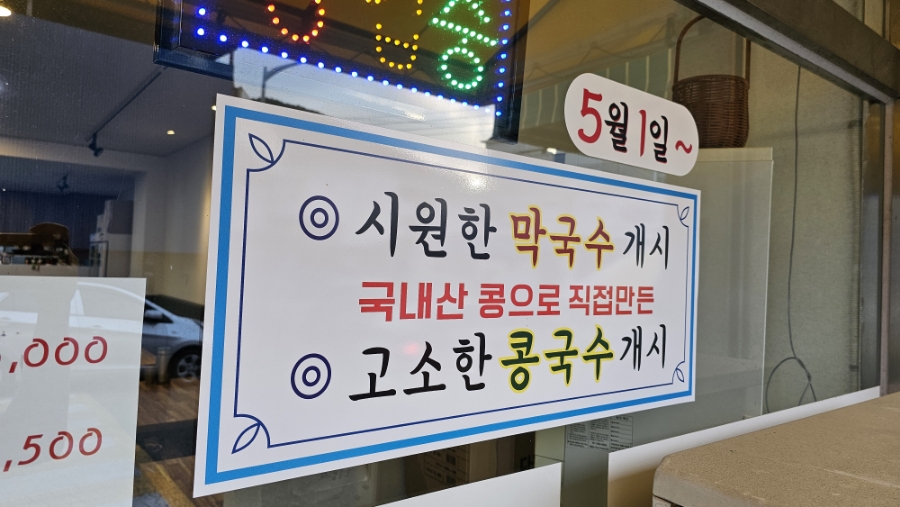 5월 1일~
◎ 시원한 막국수 개시
국내산 콩으로 직접만든
◎ 고소한 콩국수 개시
,000
,500